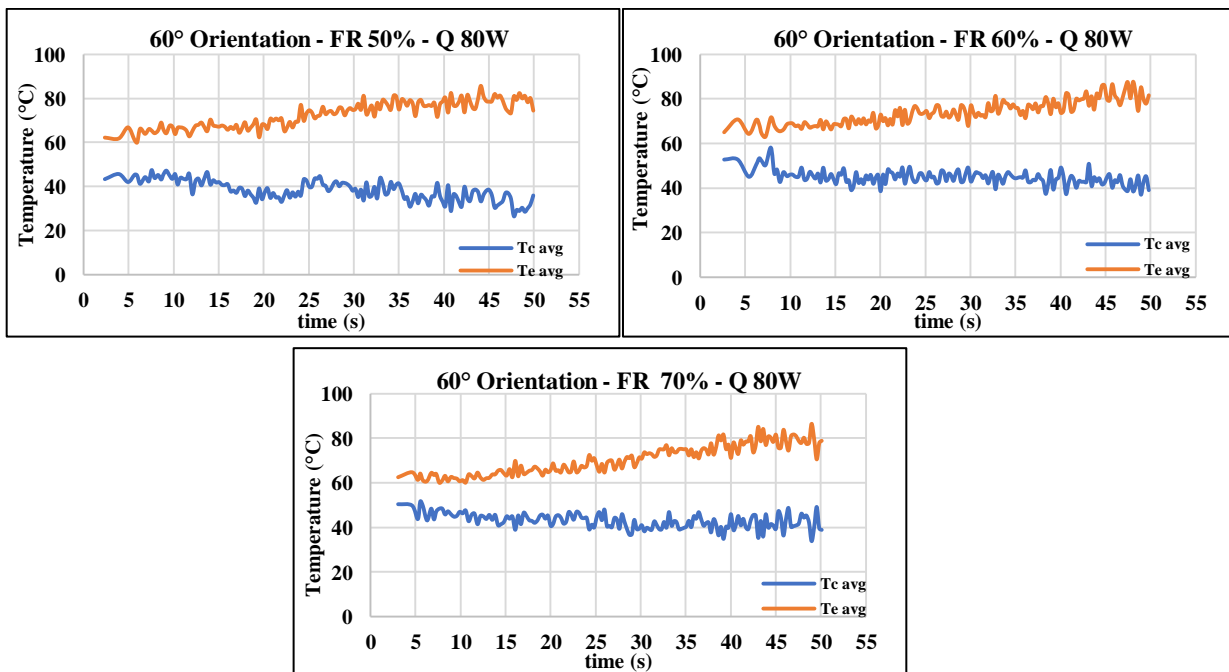 60° Orientation - FR 50% - Q 80W
Temperature (°C)
100
80
60
40
20
0
Tc avg
Te avg
0 5 10 15 20 25 30 35 40 45 50 55
time (s)
60° Orientation - FR 60% - Q 80W
Temperature (°C)
100
80
60
40
20
0
Tc avg
Te avg
0 5 10 15 20 25 30 35 40 45 50 55
time (s)
60° Orientation - FR 70% - Q 80W
Temperature (°C)
100
80
60
40
20
0
Tc avg
Te avg
0 5 10 15 20 25 30 35 40 45 50 55
time (s)